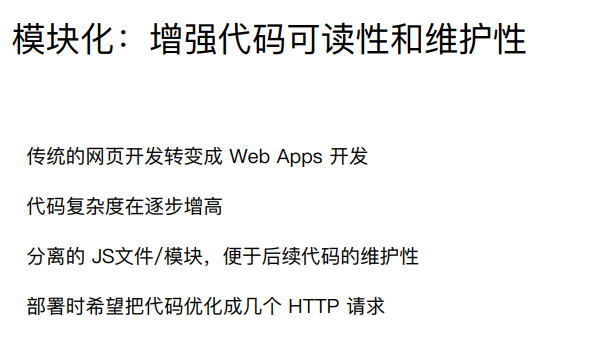 模块化：增强代码可读性和维护性
传统的网页开发转变成 Web Apps 开发
代码复杂度在逐步增高
分离的 JS文件/模块，便于后续代码的维护性
部署时希望把代码优化成几个 HTTP 请求